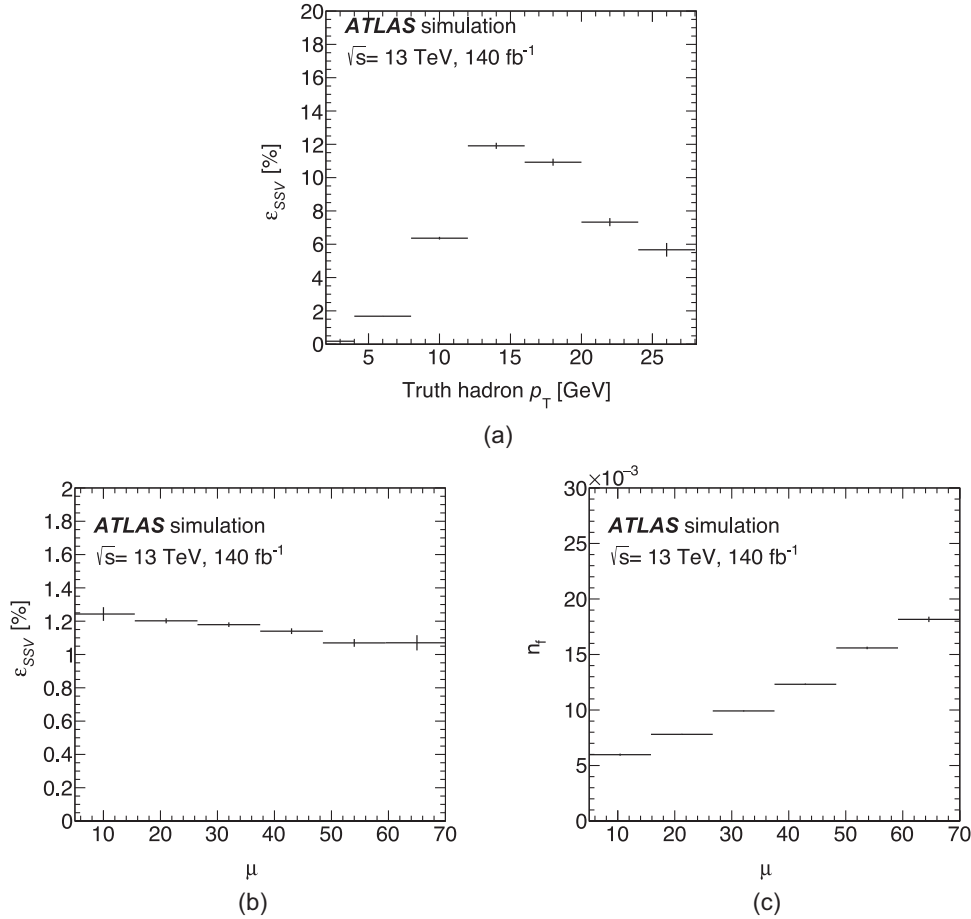 ATLAS simulation
√s= 13 TeV, 140 fb⁻¹
ε_SSV [%]
20
18
16
14
12
10
8
6
4
2
0
5 10 15 20 25
Truth hadron p_T [GeV]
(a)
ATLAS simulation
√s= 13 TeV, 140 fb⁻¹
ε_SSV [%]
2
1.8
1.6
1.4
1.2
1
0.8
0.6
0.4
0.2
0
10 20 30 40 50 60 70
μ
(b)
×10⁻³
ATLAS simulation
√s= 13 TeV, 140 fb⁻¹
n_f
30
25
20
15
10
5
0
10 20 30 40 50 60 70
μ
(c)